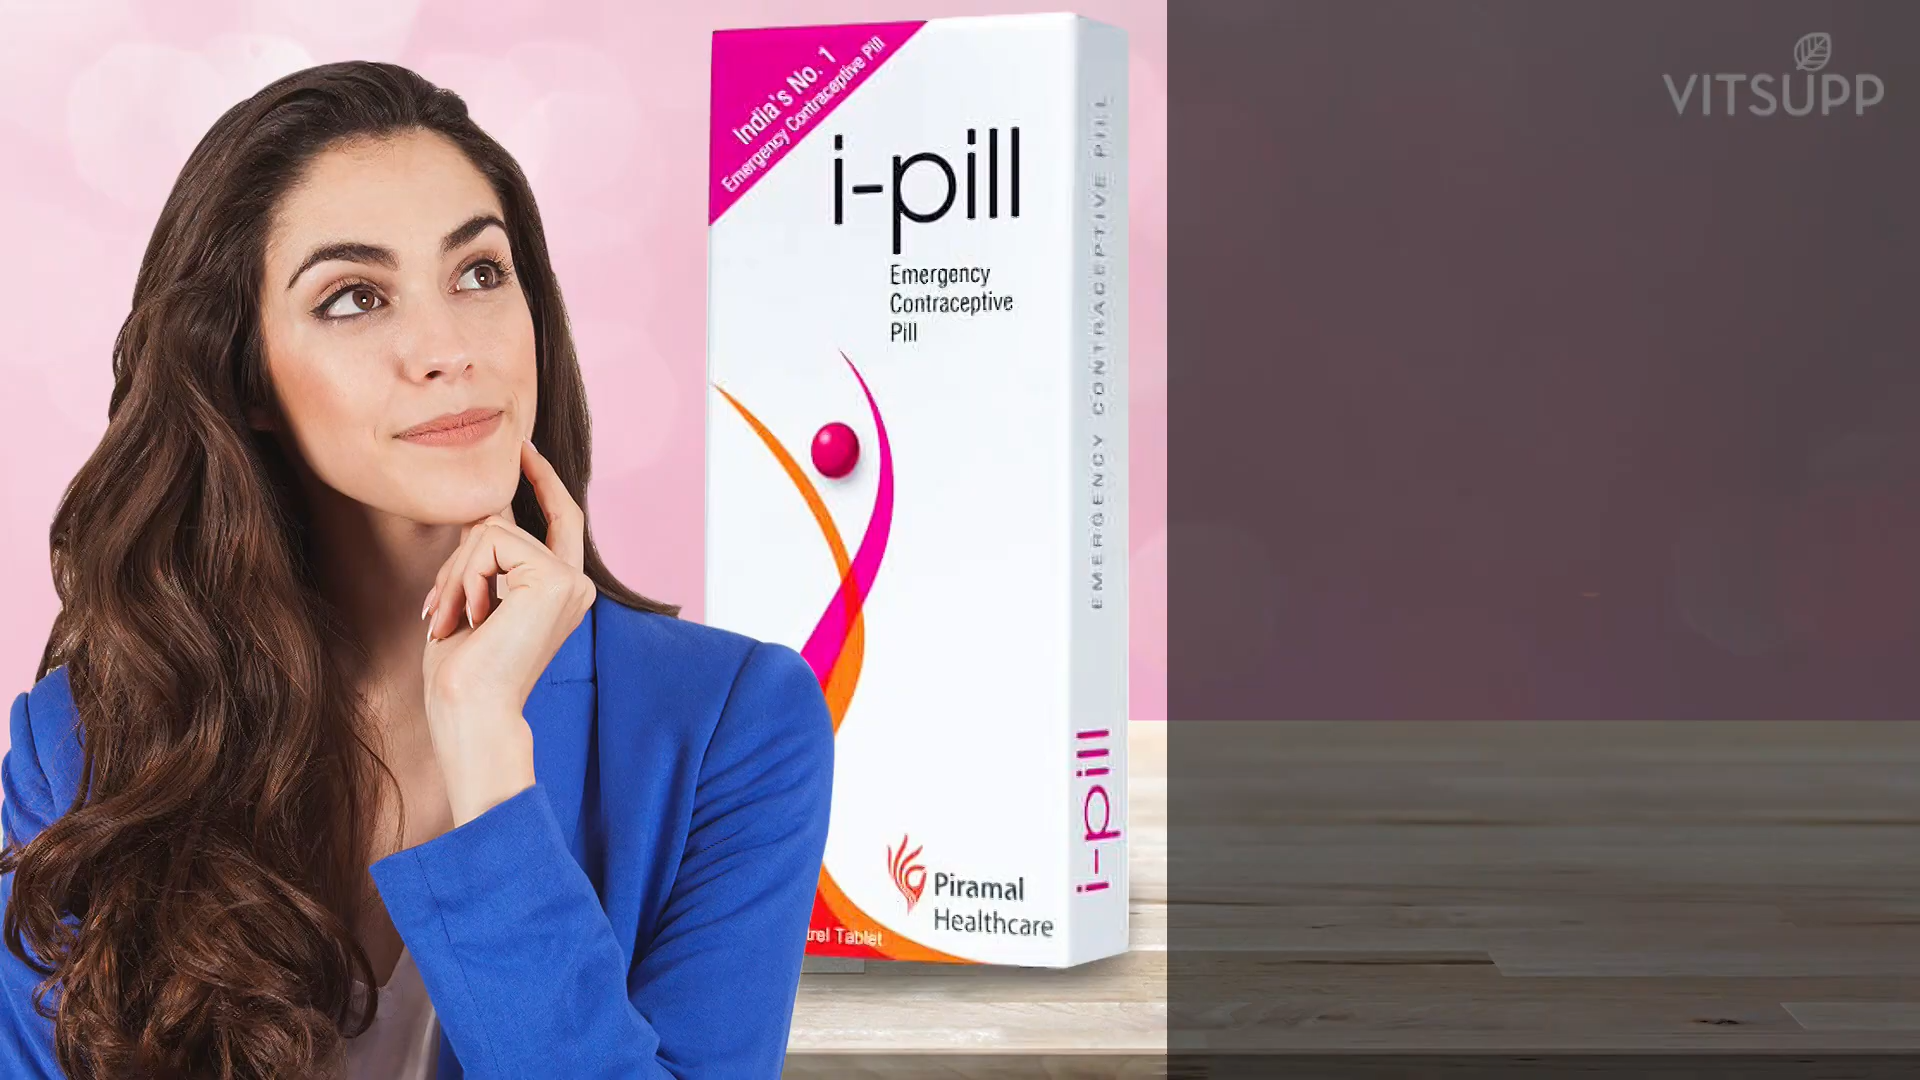 India's No. 1
Emergency Contraceptive Pill
i-pill
Emergency
Contraceptive
Pill
EMERGENCY CONTRACEPTIVE PILL
i-pill
Piramal
Healthcare
Tablet
VITSUPP